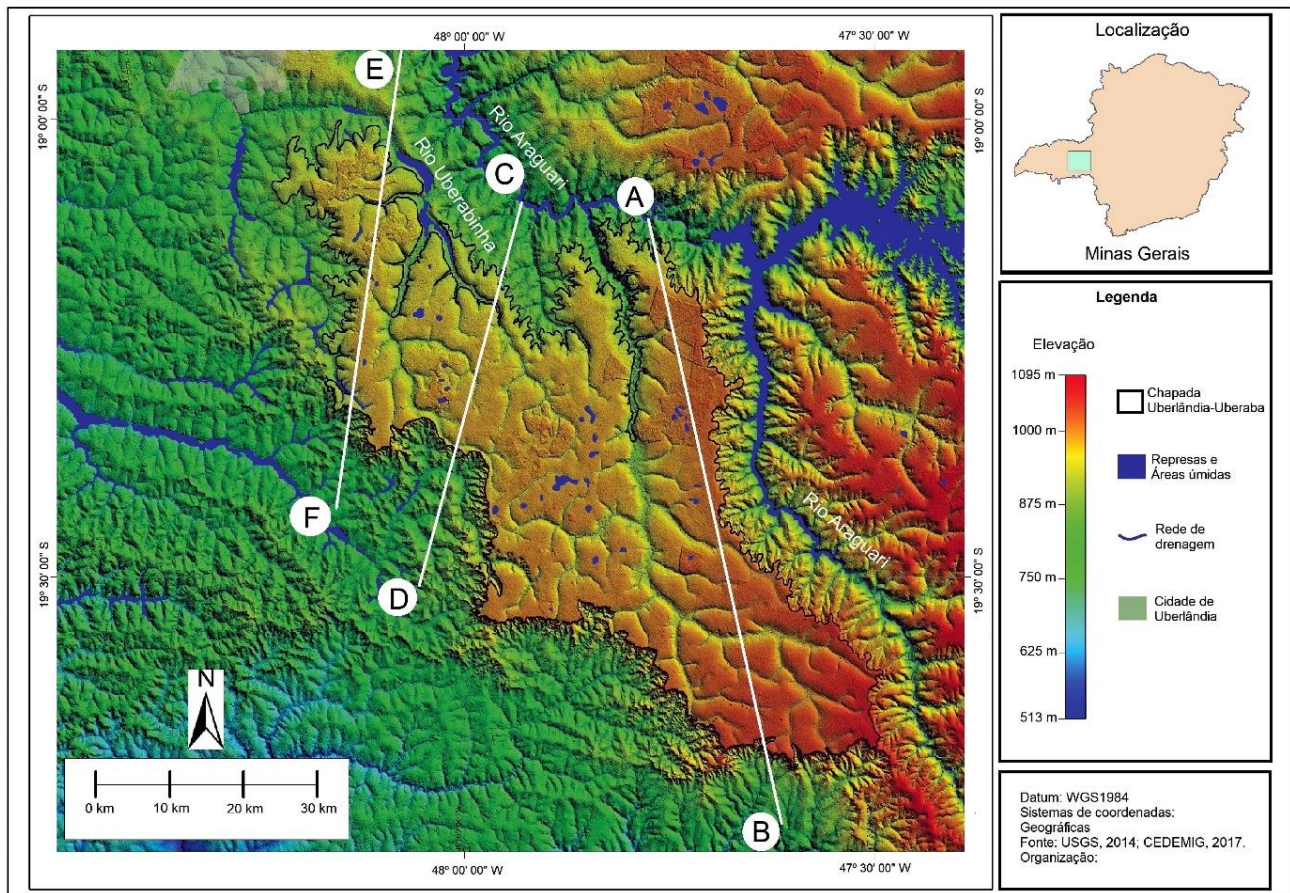 48° 00' 00" W
47° 30' 00" W
19° 00' 00" S
19° 00' 00" S
E
Rio Araguari
Rio Uberabinha
C
A
Rio Araguari
F
D
19° 30' 00" S
19° 30' 00" S
B
N
0 km
10 km
20 km
30 km
48° 00' 00" W
47° 30' 00" W
Localização
Minas Gerais
Legenda
Elevação
1095 m
1000 m
875 m
750 m
625 m
513 m
Chapada
Uberlândia-Uberaba
Represas e
Áreas úmidas
Rede de
drenagem
Cidade de
Uberlândia
Datum: WGS1984
Sistemas de coordenadas:
Geográficas
Fonte: USGS, 2014; CEDEMIG, 2017.
Organização: